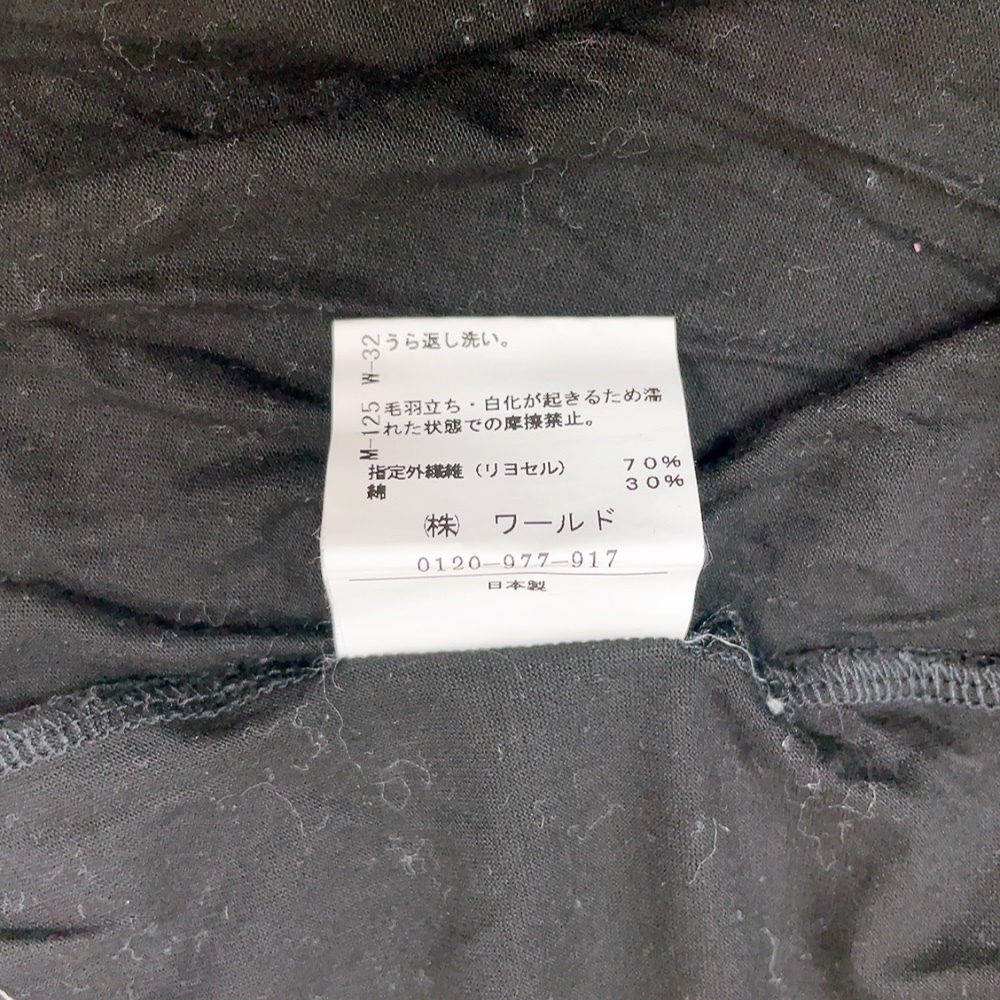 うら返し洗い。
毛羽立ち・白化が起きるため濡
れた状態での摩擦禁止。
指定外繊維（リヨセル） 70%
綿 30%
㈱ ワールド
0120-977-917
日本製
M-125 W-32